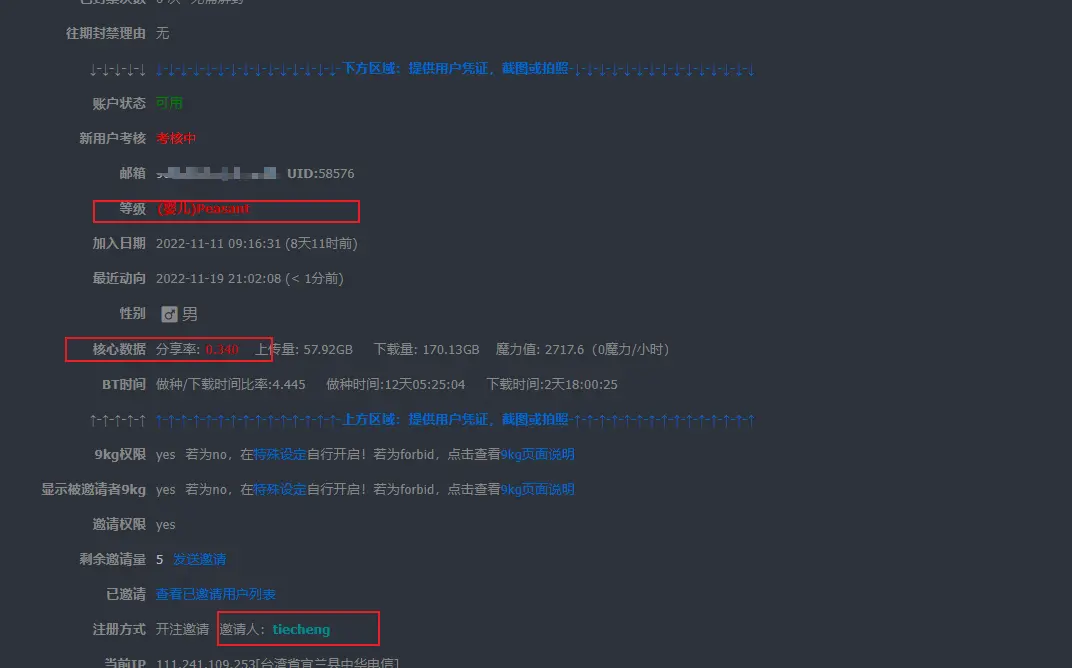 往期封禁理由 无
↓-↓-↓-↓-↓ ↓-↓-↓-↓-↓-↓-↓-↓-↓-↓-↓-↓-↓-↓-↓-下方区域：提供用户凭证，截图或拍照-↓-↓-↓-↓-↓-↓-↓-↓-↓-↓-↓-↓-↓-↓-↓
账户状态 可用
新用户考核 考核中
邮箱 UID:58576
等级 (婴儿)Peasant
加入日期 2022-11-11 09:16:31 (8天11时前)
最近动向 2022-11-19 21:02:08 (< 1分前)
性别 男
核心数据 分享率: 0.340 上传量: 57.92GB 下载量: 170.13GB 魔力值: 2717.6（0魔力/小时）
BT时间 做种/下载时间比率:4.445 做种时间:12天05:25:04 下载时间:2天18:00:25
↑-↑-↑-↑-↑ ↑-↑-↑-↑-↑-↑-↑-↑-↑-↑-↑-↑-↑-↑-↑-上方区域：提供用户凭证，截图或拍照-↑-↑-↑-↑-↑-↑-↑-↑-↑-↑-↑-↑-↑-↑-↑
9kg权限 yes 若为no，在特殊设定自行开启！若为forbid，点击查看9kg页面说明
显示被邀请者9kg yes 若为no，在特殊设定自行开启！若为forbid，点击查看9kg页面说明
邀请权限 yes
剩余邀请量 5 发送邀请
已邀请 查看已邀请用户列表
注册方式 开注邀请 邀请人：tiecheng
当前IP 111.241.109.253[台湾省宜兰县中华电信]